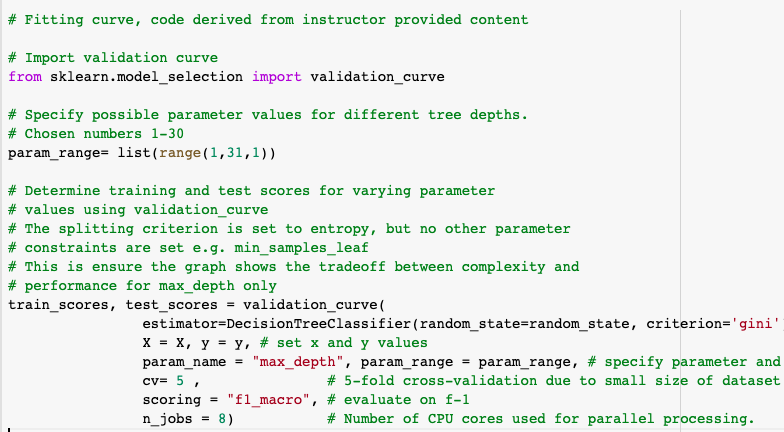 # Fitting curve, code derived from instructor provided content
# Import validation curve
from sklearn.model_selection import validation_curve
# Specify possible parameter values for different tree depths.
# Chosen numbers 1-30
param_range= list(range(1,31,1))
# Determine training and test scores for varying parameter
# values using validation_curve
# The splitting criterion is set to entropy, but no other parameter
# constraints are set e.g. min_samples_leaf
# This is ensure the graph shows the tradeoff between complexity and
# performance for max_depth only
train_scores, test_scores = validation_curve(
estimator=DecisionTreeClassifier(random_state=random_state, criterion='gini'
X = X, y = y, # set x and y values
param_name = "max_depth", param_range = param_range, # specify parameter and
cv= 5 , # 5-fold cross-validation due to small size of dataset
scoring = "f1_macro", # evaluate on f-1
n_jobs = 8) # Number of CPU cores used for parallel processing.